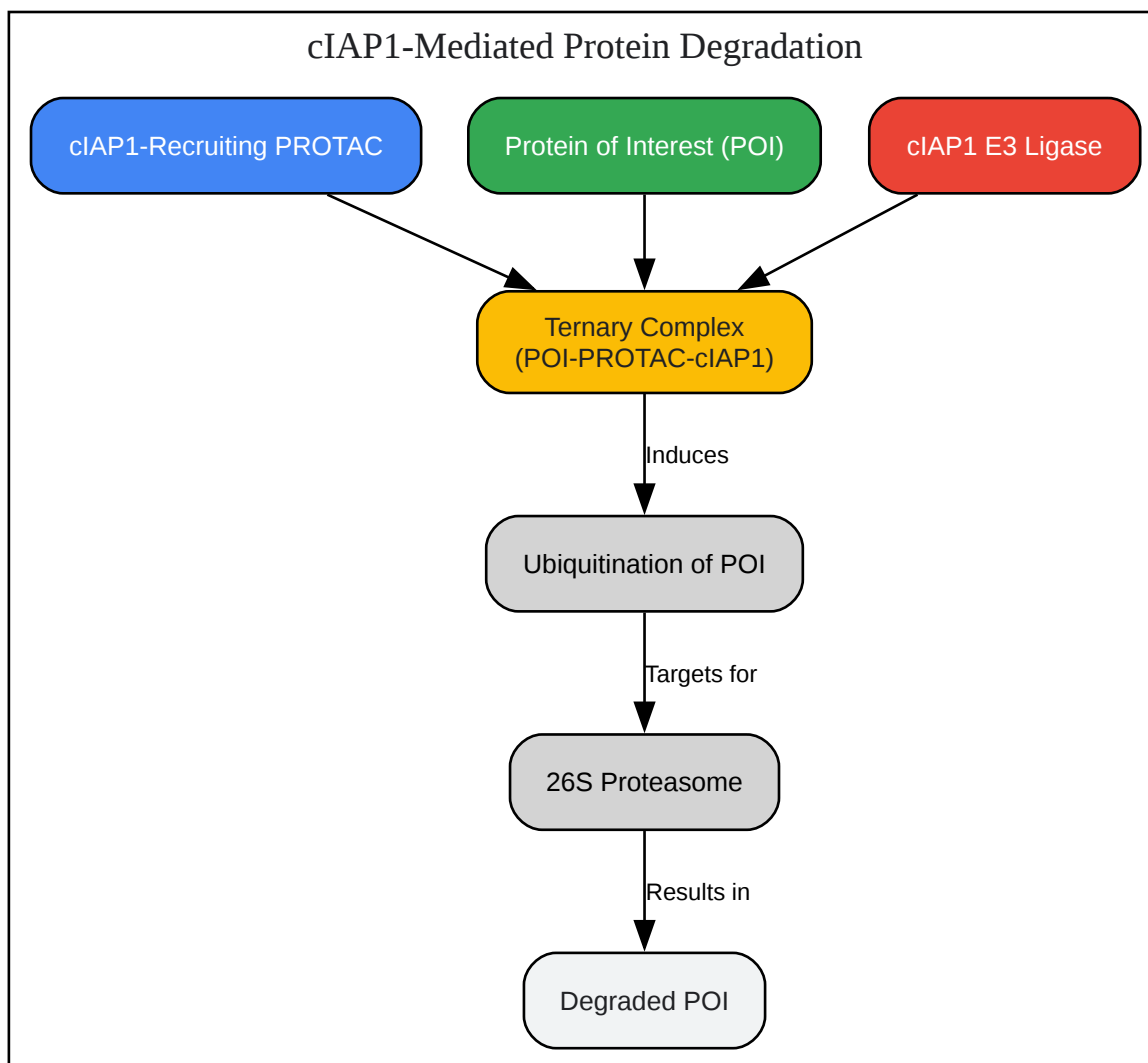 cIAP1-Mediated Protein Degradation
cIAP1-Recruiting PROTAC
Protein of Interest (POI)
cIAP1 E3 Ligase
Ternary Complex
(POI-PROTAC-cIAP1)
Induces
Ubiquitination of POI
Targets for
26S Proteasome
Results in
Degraded POI